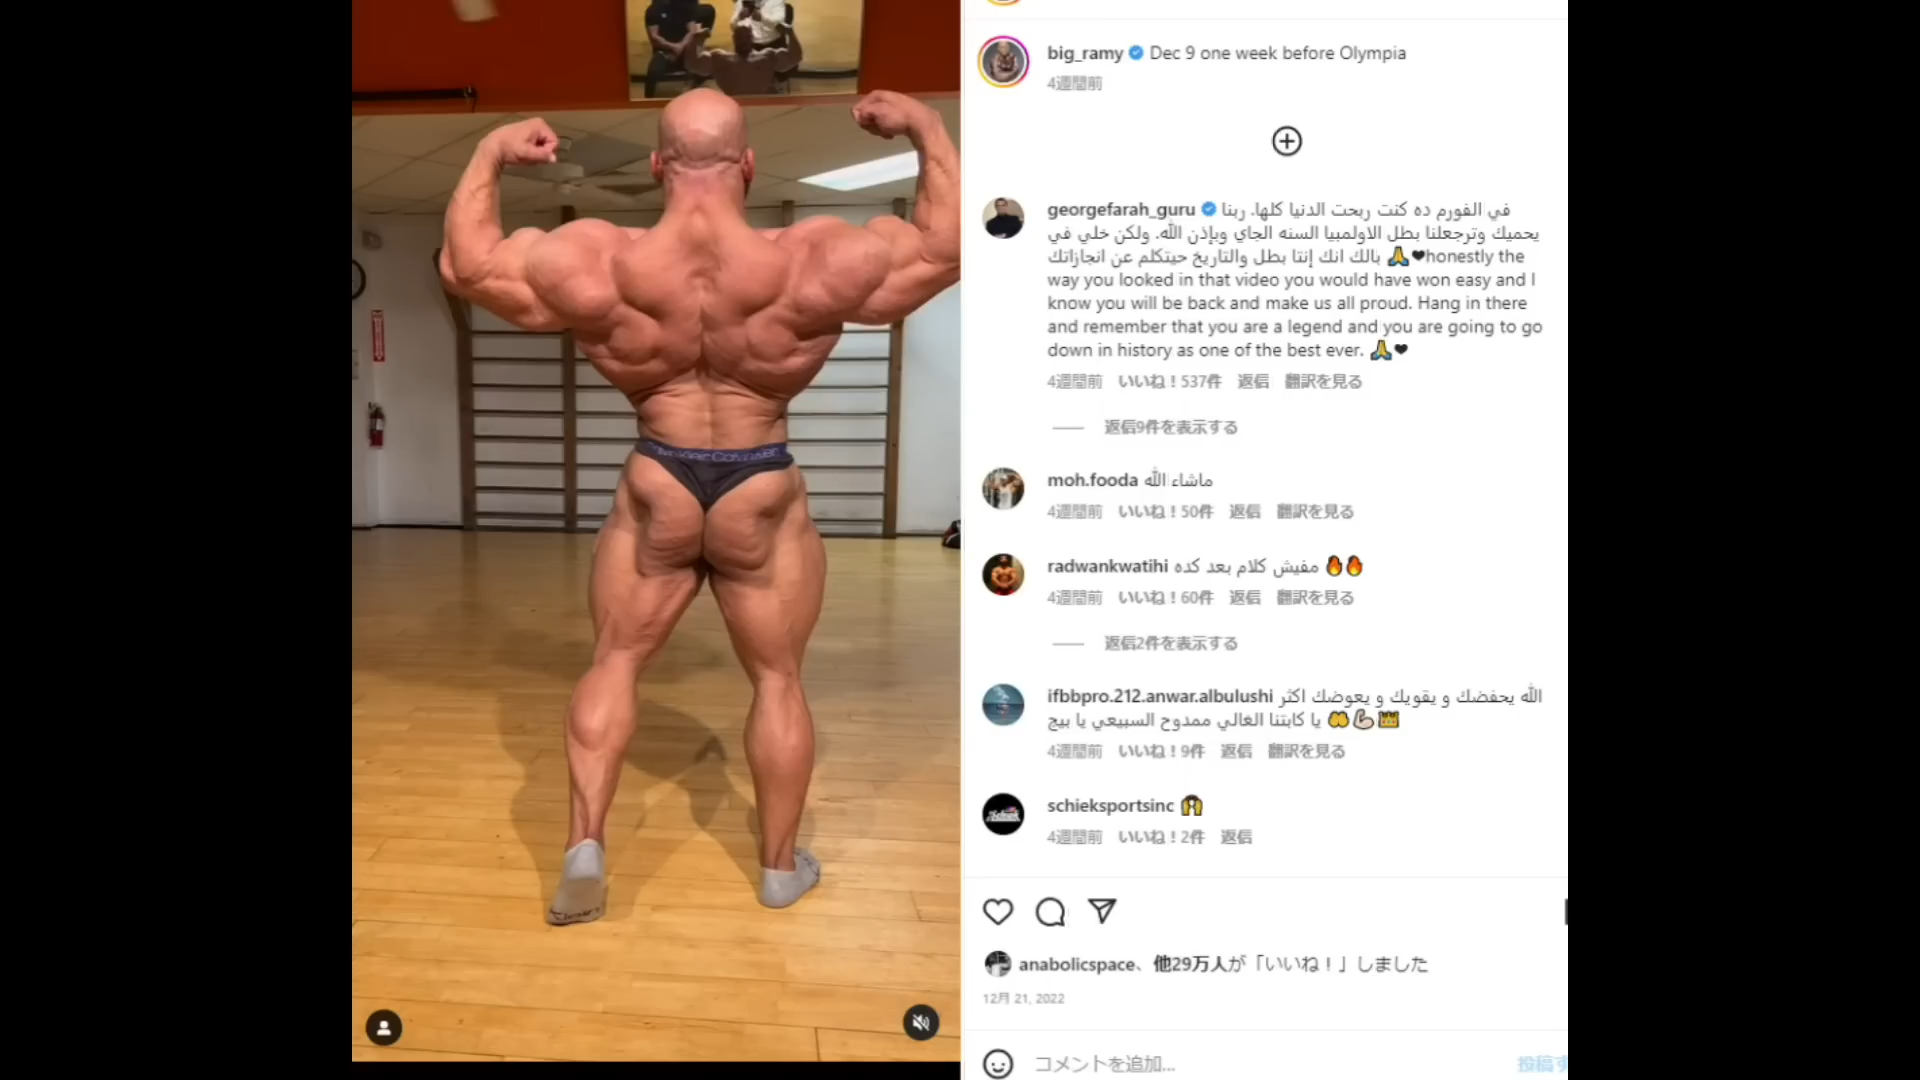 big_ramy Dec 9 one week before Olympia
4週間前
georgefarah_guru في الفورم ده كنت ربحت الدنيا كلها. ربنا
يحميك وترجعلنا بطل الاولمبيا السنه الجاي وبإذن الله. ولكن خلي في
بالك انك إنتا بطل والتاريخ حيتكلم عن انجازاتك 🙏❤honestly the
way you looked in that video you would have won easy and I
know you will be back and make us all proud. Hang in there
and remember that you are a legend and you are going to go
down in history as one of the best ever. 🙏❤
4週間前 いいね！537件 返信 翻訳を見る
返信9件を表示する
moh.fooda ماشاء الله
4週間前 いいね！50件 返信 翻訳を見る
radwankwatihi مفيش كلام بعد كده 🔥🔥
4週間前 いいね！60件 返信 翻訳を見る
返信2件を表示する
ifbbpro.212.anwar.albulushi الله يحفضك و يقويك و يعوضك اكثر
يا كابتنا الغالي ممدوح السبيعي يا بيج 🤲💪👑
4週間前 いいね！9件 返信 翻訳を見る
schieksportsinc 🙌
4週間前 いいね！2件 返信
anabolicspace、他29万人が「いいね！」しました
12月 21, 2022
コメントを追加...
投稿す